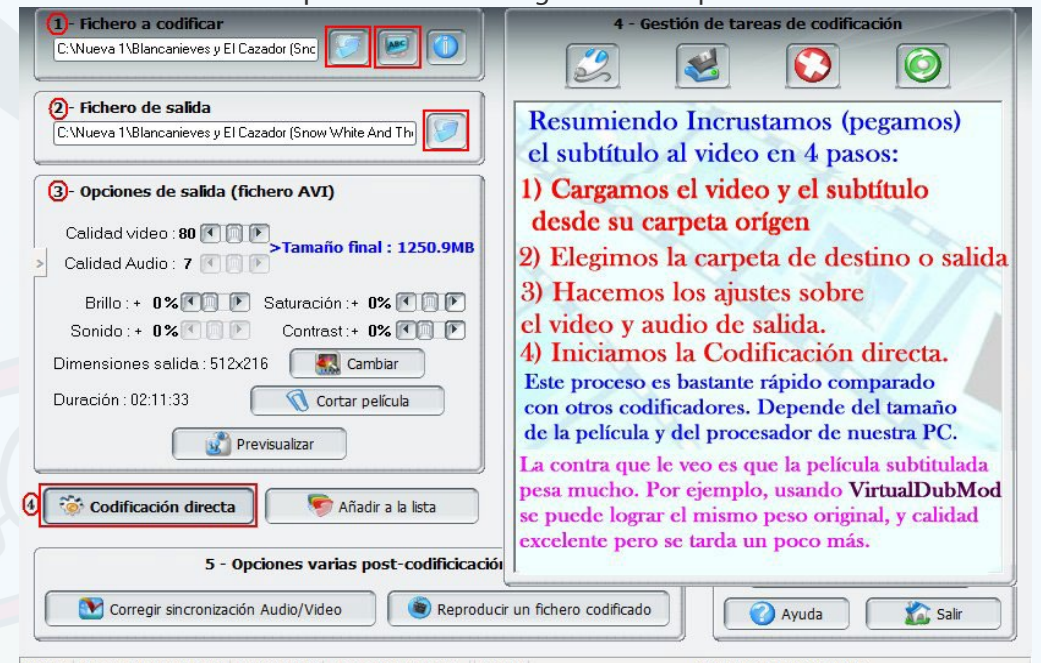 1 - Fichero a codificar
C:\Nueva 1\Blancanieves y El Cazador (Snc
ABC
2 - Fichero de salida
C:\Nueva 1\Blancanieves y El Cazador (Snow White And The
3 - Opciones de salida (fichero AVI)
Calidad video : 80
>Tamaño final : 1250.9MB
Calidad Audio : 7
Brillo : + 0% Saturación :+ 0%
Sonido : + 0% Contrast :+ 0%
Dimensiones salida : 512x216 Cambiar
Duración : 02:11:33 Cortar película
Previsualizar
4 Codificación directa Añadir a la lista
4 - Gestión de tareas de codificación
Resumiendo Incrustamos (pegamos)
el subtítulo al video en 4 pasos:
1) Cargamos el video y el subtítulo
desde su carpeta orígen
2) Elegimos la carpeta de destino o salida
3) Hacemos los ajustes sobre
el video y audio de salida.
4) Iniciamos la Codificación directa.
Este proceso es bastante rápido comparado
con otros codificadores. Depende del tamaño
de la película y del procesador de nuestra PC.
La contra que le veo es que la película subtitulada
pesa mucho. Por ejemplo, usando VirtualDubMod
se puede lograr el mismo peso original, y calidad
excelente pero se tarda un poco más.
5 - Opciones varias post-codificicación
Corregir sincronización Audio/Video Reproducir un fichero codificado
Ayuda Salir